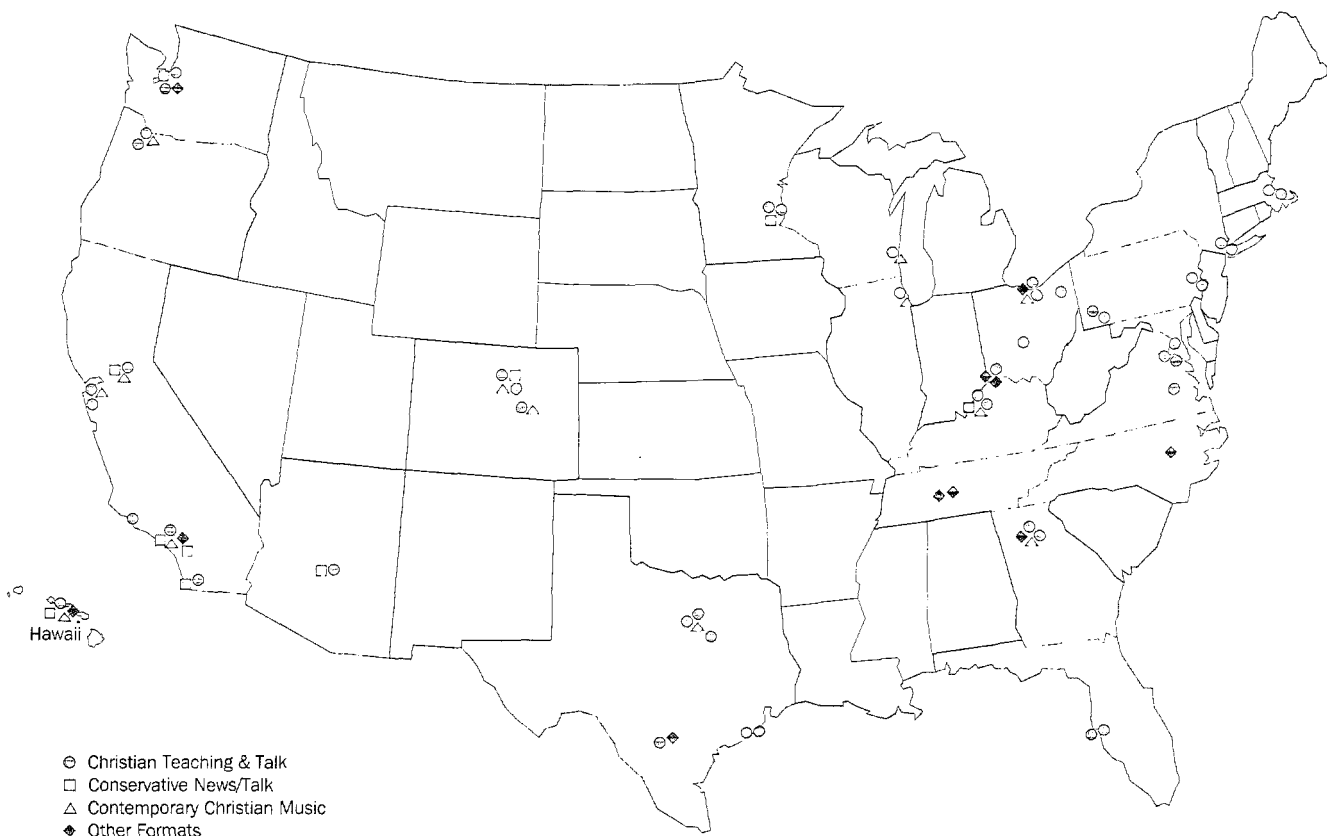 Hawaii
Christian Teaching & Talk
Conservative News/Talk
Contemporary Christian Music
Other Formats